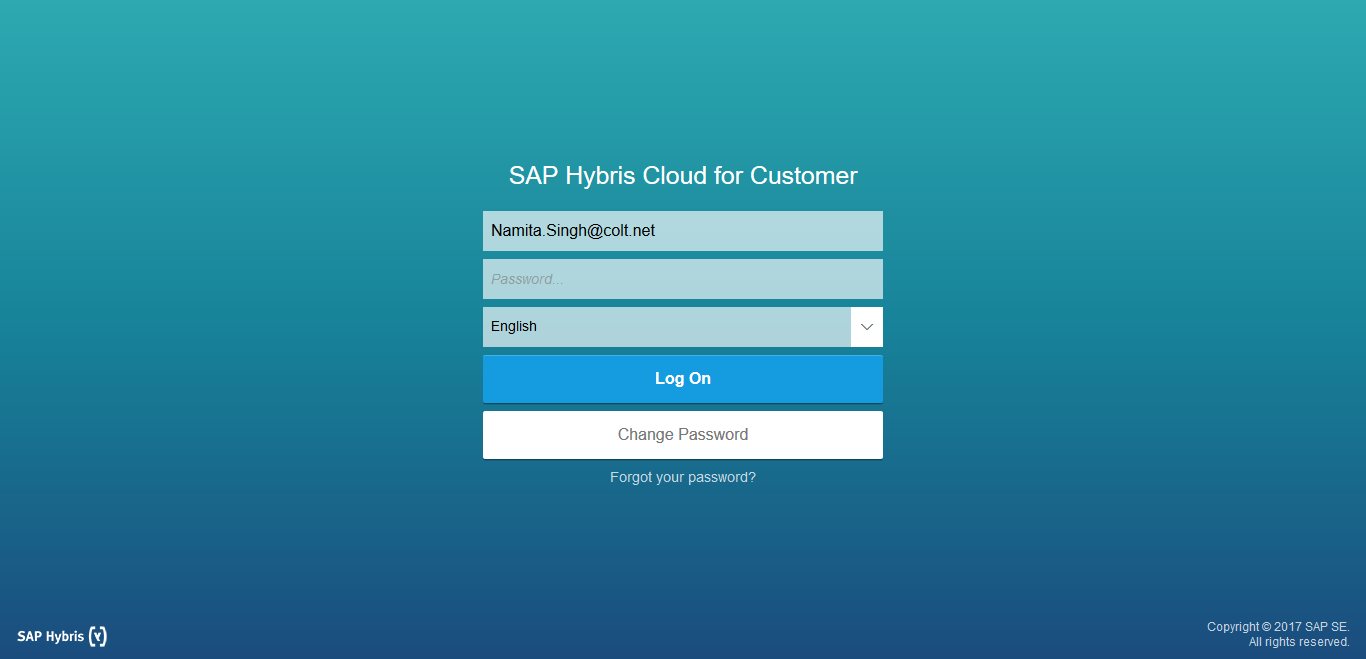 SAP Hybris Cloud for Customer
Namita.Singh@colt.net
Password...
English
Log On
Change Password
Forgot your password?
SAP Hybris (Y)
Copyright © 2017 SAP SE.
All rights reserved.